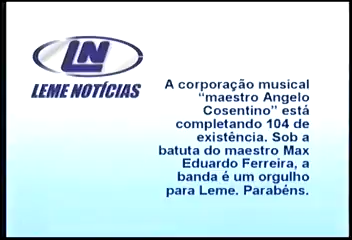 LN
LEME NOTÍCIAS
A corporação musical
“maestro Angelo
Cosentino” está
completando 104 de
existência. Sob a
batuta do maestro Max
Eduardo Ferreira, a
banda é um orgulho
para Leme. Parabéns.